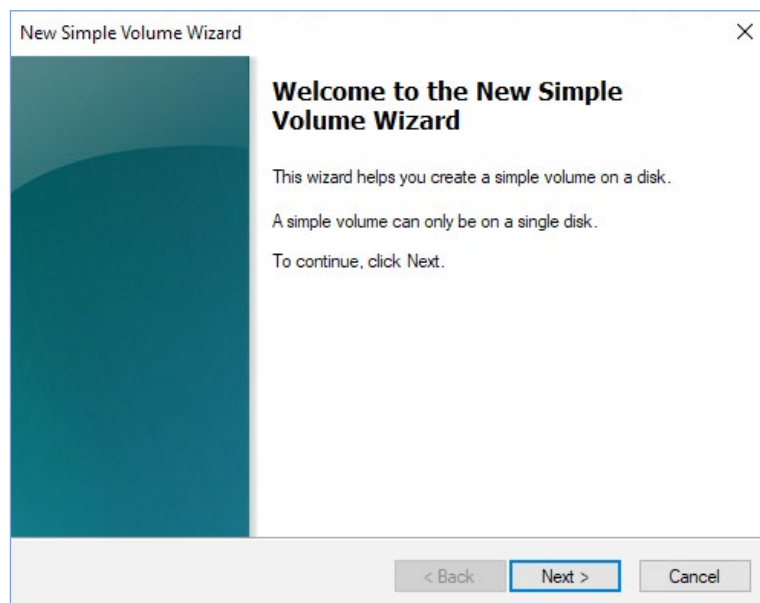 New Simple Volume Wizard
Welcome to the New Simple
Volume Wizard
This wizard helps you create a simple volume on a disk.
A simple volume can only be on a single disk.
To continue, click Next.
< Back
Next >
Cancel